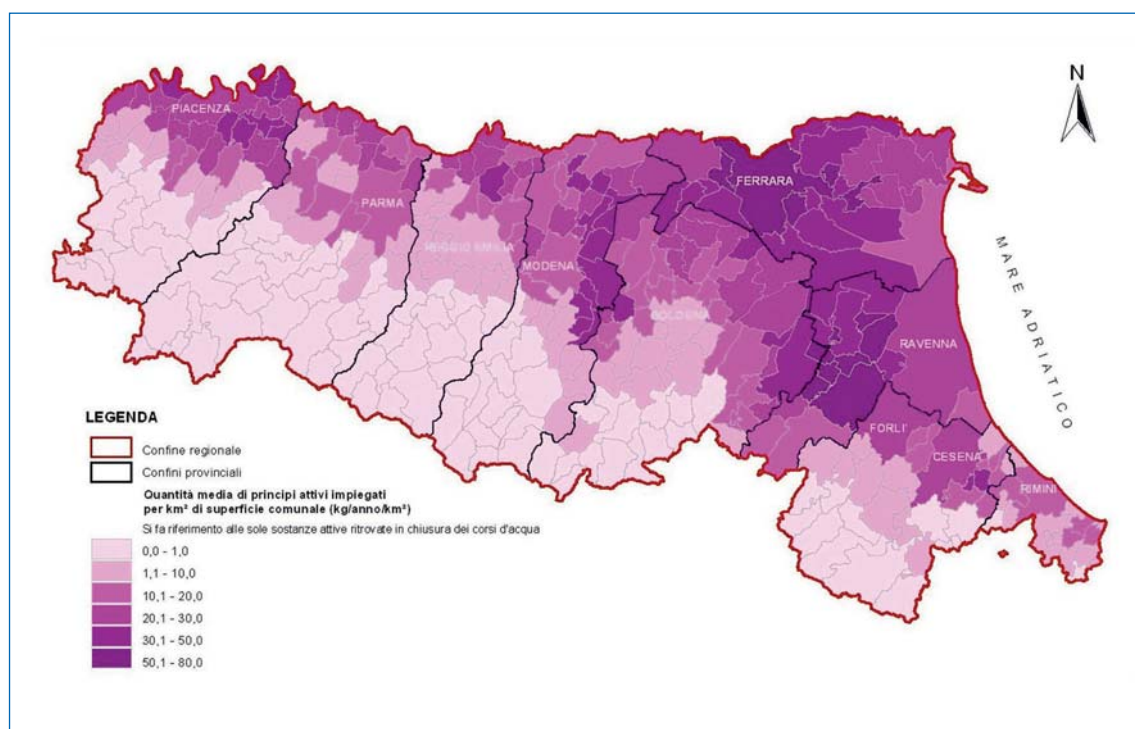 N
PIACENZA
FERRARA
PARMA
REGGIO EMILIA
MODENA
BOLOGNA
RAVENNA
MARE ADRIATICO
FORLI'
CESENA
RIMINI
LEGENDA
Confine regionale
Confini provinciali
Quantità media di principi attivi impiegati
per km² di superficie comunale (kg/anno/km²)
Si fa riferimento alle sole sostanze attive ritrovate in chiusura dei corsi d'acqua
0,0 - 1,0
1,1 - 10,0
10,1 - 20,0
20,1 - 30,0
30,1 - 50,0
50,1 - 80,0